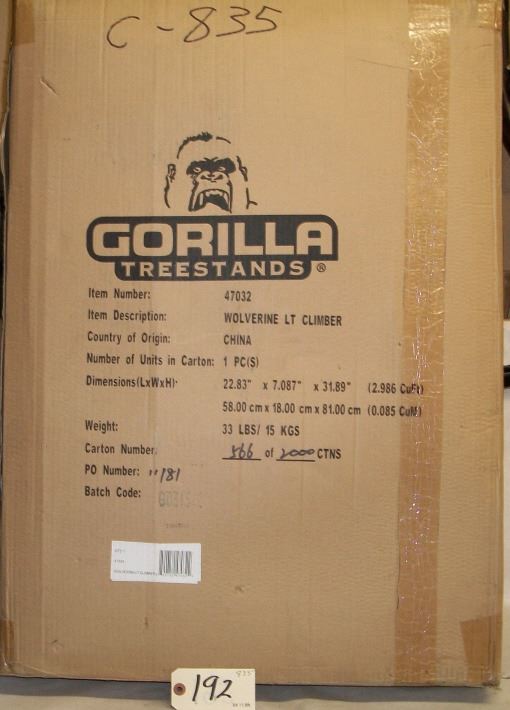 C-835
GORILLA
TREESTANDS®
Item Number: 47032
Item Description: WOLVERINE LT CLIMBER
Country of Origin: CHINA
Number of Units in Carton: 1 PC(S)
Dimensions(LxWxH): 22.83" x 7.087" x 31.89" (2.986 CuFt)
58.00 cm x 18.00 cm x 81.00 cm (0.085 CuM)
Weight: 33 LBS/ 15 KGS
Carton Number: 566 of 2000 CTNS
PO Number: "181
Batch Code:
192
835